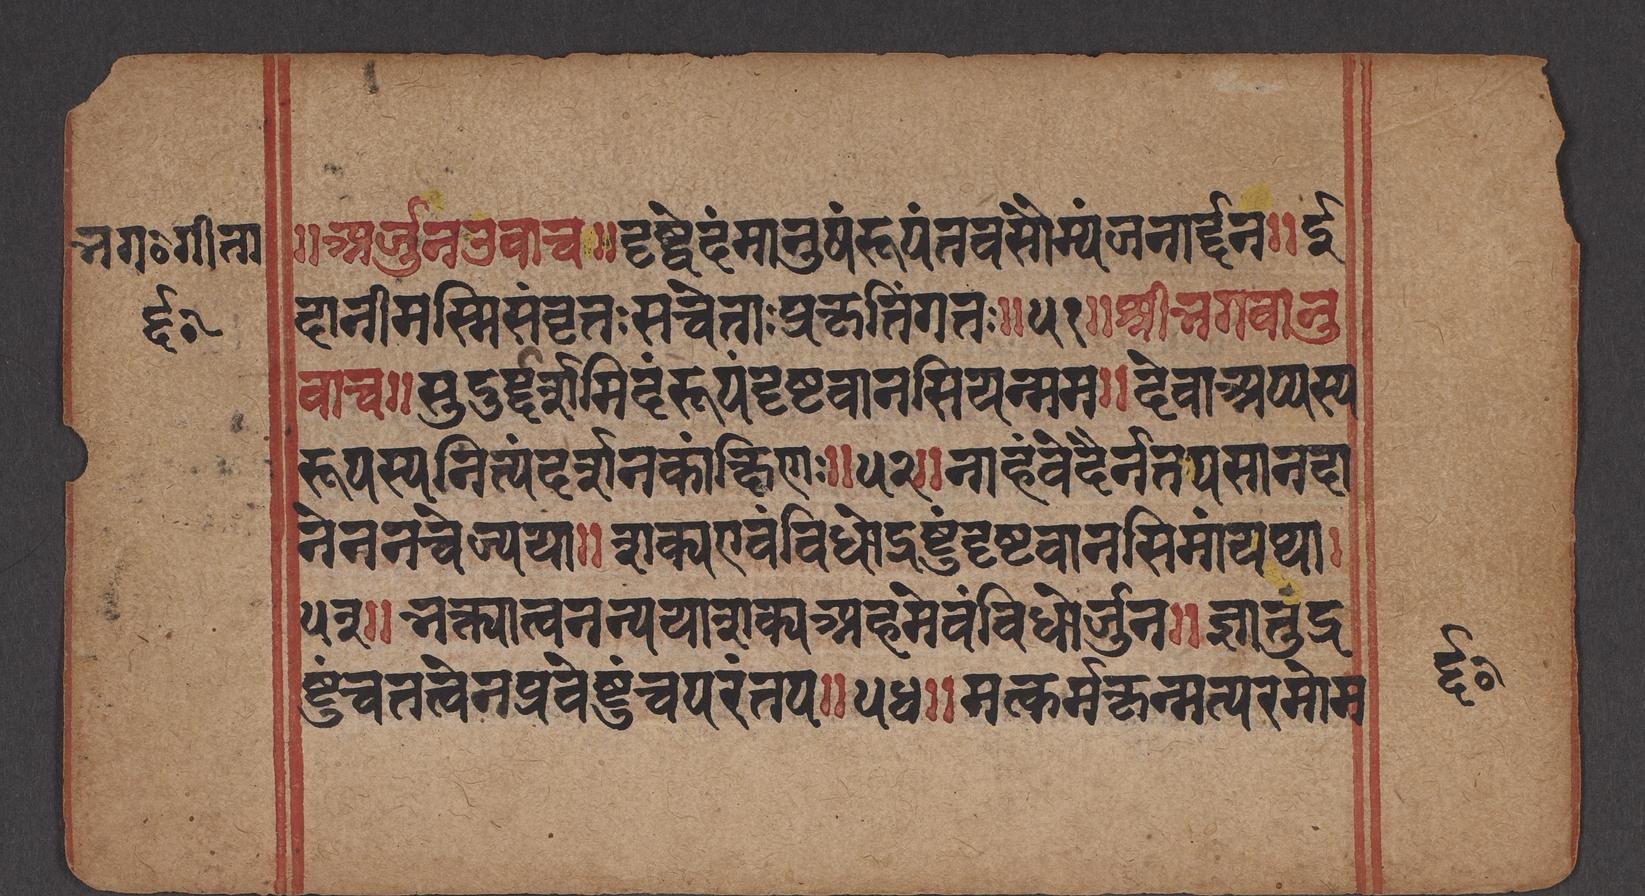 भग॰गीता
॥अर्जुनउवाच॥दृष्ट्वेदंमानुषंरूपंतवसौम्यंजनार्द्दन॥ई
दानीमस्मिसंवृत्तःसचेताःप्रकृतिंगतः॥५१॥श्रीभगवानु
वाच॥सुदुर्द्दर्शमिदंरूपंदृष्टवानसियन्मम॥देवाअप्यस्य
रूपस्यनित्यंदर्शनकांक्षिणः॥५२॥नाहंवेदैर्नतपसानदा
नेननचेज्यया॥शक्यएवंविधोद्रष्टुंदृष्टवानसिमांयथा।
५३॥भक्त्यात्वनन्ययाशक्यअहमेवंविधोर्जुन॥ज्ञातुंद्र
ष्टुंचतत्वेनप्रवेष्टुंचपरंतप॥५४॥मत्कर्मकृन्मत्परमोम